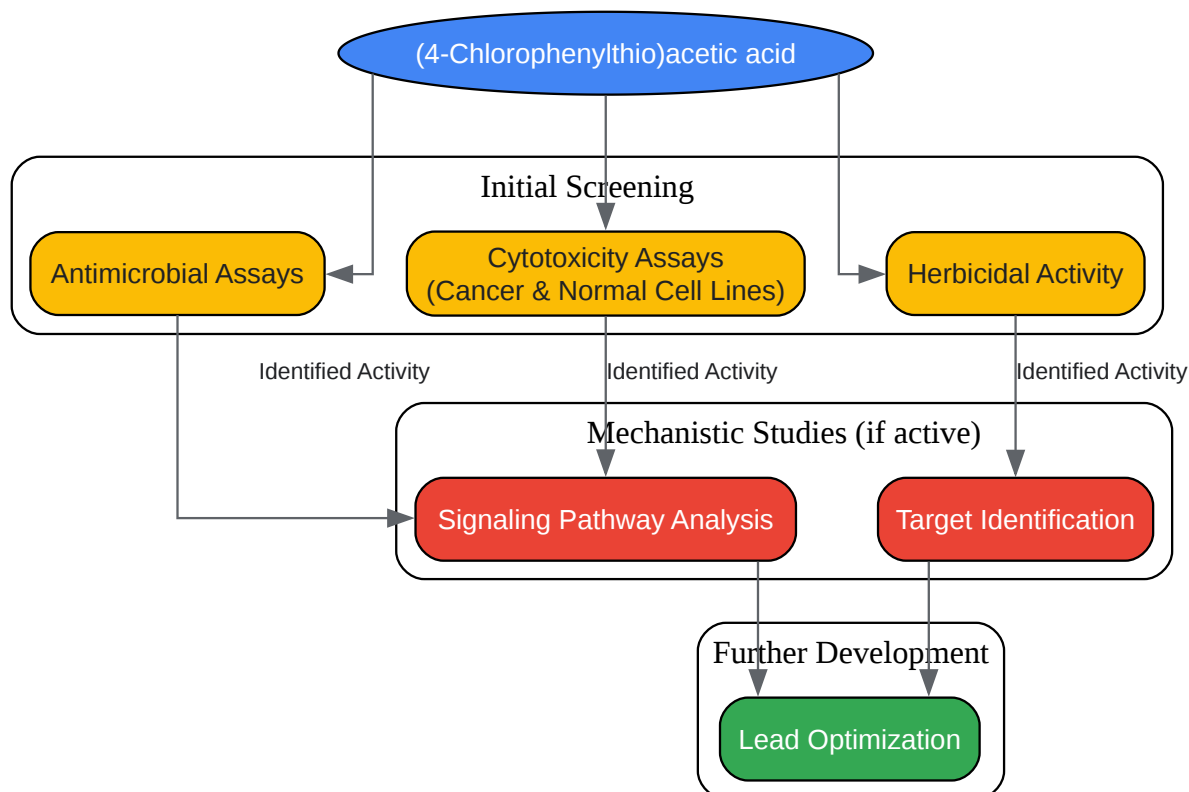 (4-Chlorophenylthio)acetic acid
Initial Screening
Antimicrobial Assays
Cytotoxicity Assays
(Cancer & Normal Cell Lines)
Herbicidal Activity
Identified Activity
Identified Activity
Identified Activity
Mechanistic Studies (if active)
Signaling Pathway Analysis
Target Identification
Further Development
Lead Optimization